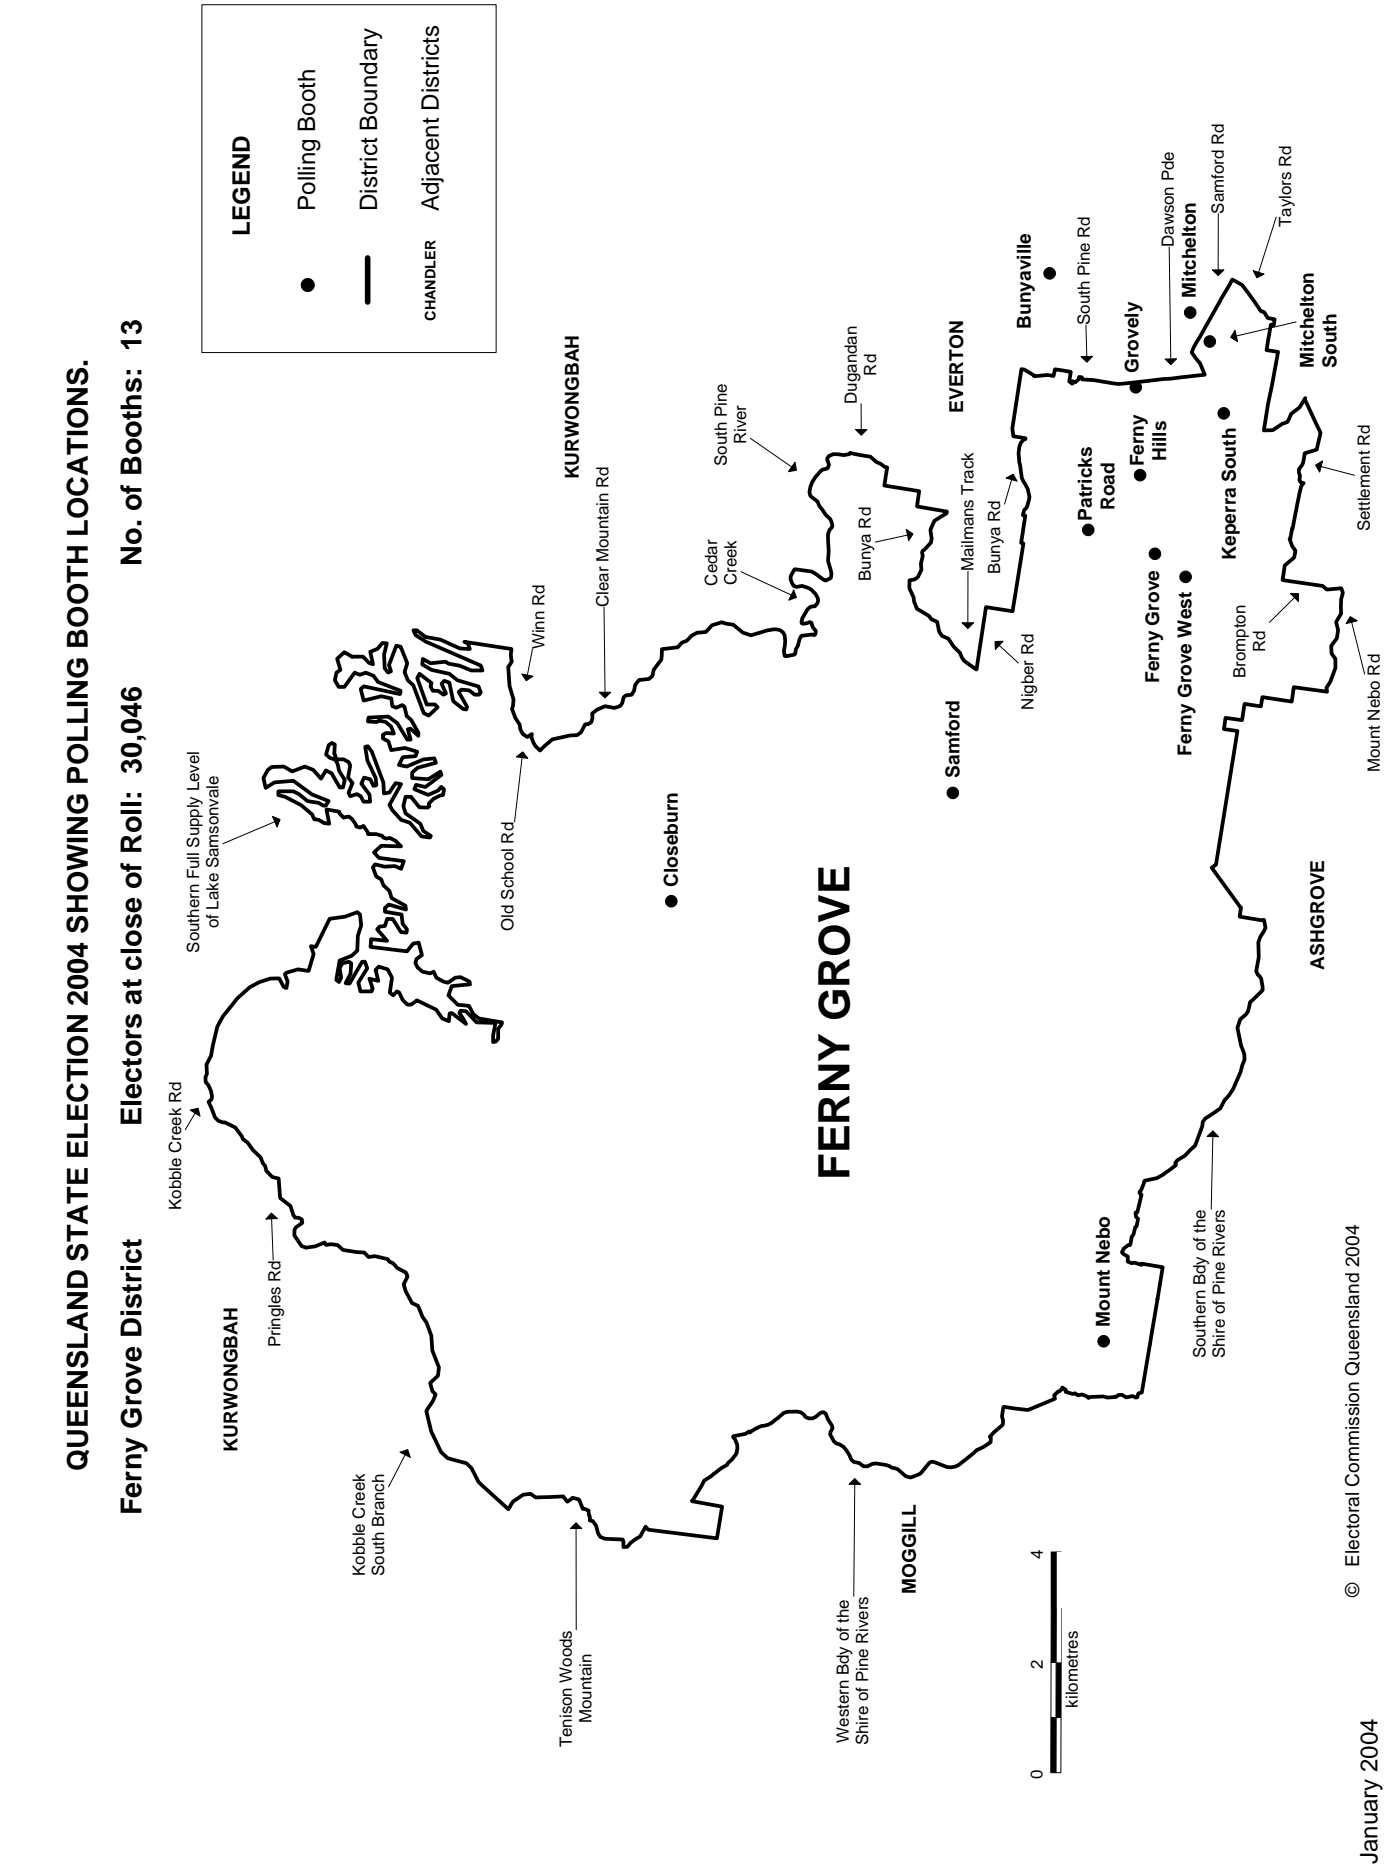 QUEENSLAND STATE ELECTION 2004 SHOWING POLLING BOOTH LOCATIONS.
Ferny Grove District
Electors at close of Roll: 30,046
No. of Booths: 13
LEGEND
Polling Booth
District Boundary
CHANDLER
Adjacent Districts
Kobble Creek Rd
Southern Full Supply Level
of Lake Samsonvale
KURWONGBAH
Pringles Rd
Kobble Creek
South Branch
Old School Rd
Winn Rd
KURWONGBAH
Clear Mountain Rd
Tenison Woods
Mountain
Closeburn
Cedar
Creek
South Pine
River
FERNY GROVE
Western Bdy of the
Shire of Pine Rivers
Bunya Rd
Dugandan
Rd
MOGGILL
Samford
Mailmans Track
EVERTON
Bunya Rd
Nigber Rd
Bunyaville
0
2
4
kilometres
Patricks
Road
South Pine Rd
Mount Nebo
Grovely
Ferny
Hills
Ferny Grove
Dawson Pde
Ferny Grove West
Mitchelton
Southern Bdy of the
Shire of Pine Rivers
Samford Rd
Keperra South
Brompton
Rd
Taylors Rd
Mitchelton
South
ASHGROVE
Settlement Rd
Mount Nebo Rd
© Electoral Commission Queensland 2004
January 2004